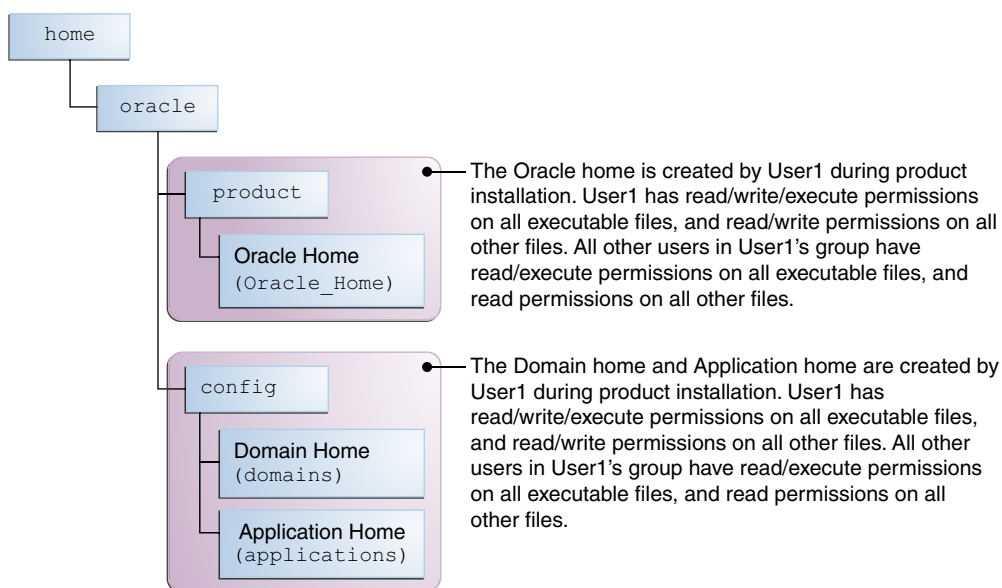 home
oracle
product
Oracle Home
(Oracle_Home)
The Oracle home is created by User1 during product
installation. User1 has read/write/execute permissions
on all executable files, and read/write permissions on all
other files. All other users in User1's group have
read/execute permissions on all executable files, and
read permissions on all other files.
config
Domain Home
(domains)
Application Home
(applications)
The Domain home and Application home are created by
User1 during product installation. User1 has
read/write/execute permissions on all executable files,
and read/write permissions on all other files. All other
users in User1's group have read/execute permissions
on all executable files, and read permissions on all
other files.